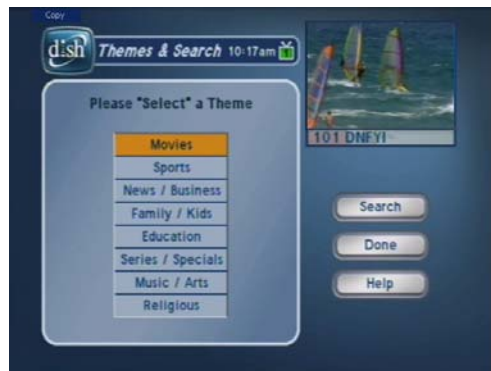 Copy
dish
Themes & Search 10:17am
1
Please "Select" a Theme
Movies
Sports
News / Business
Family / Kids
Education
Series / Specials
Music / Arts
Religious
101 DNFYI
Search
Done
Help